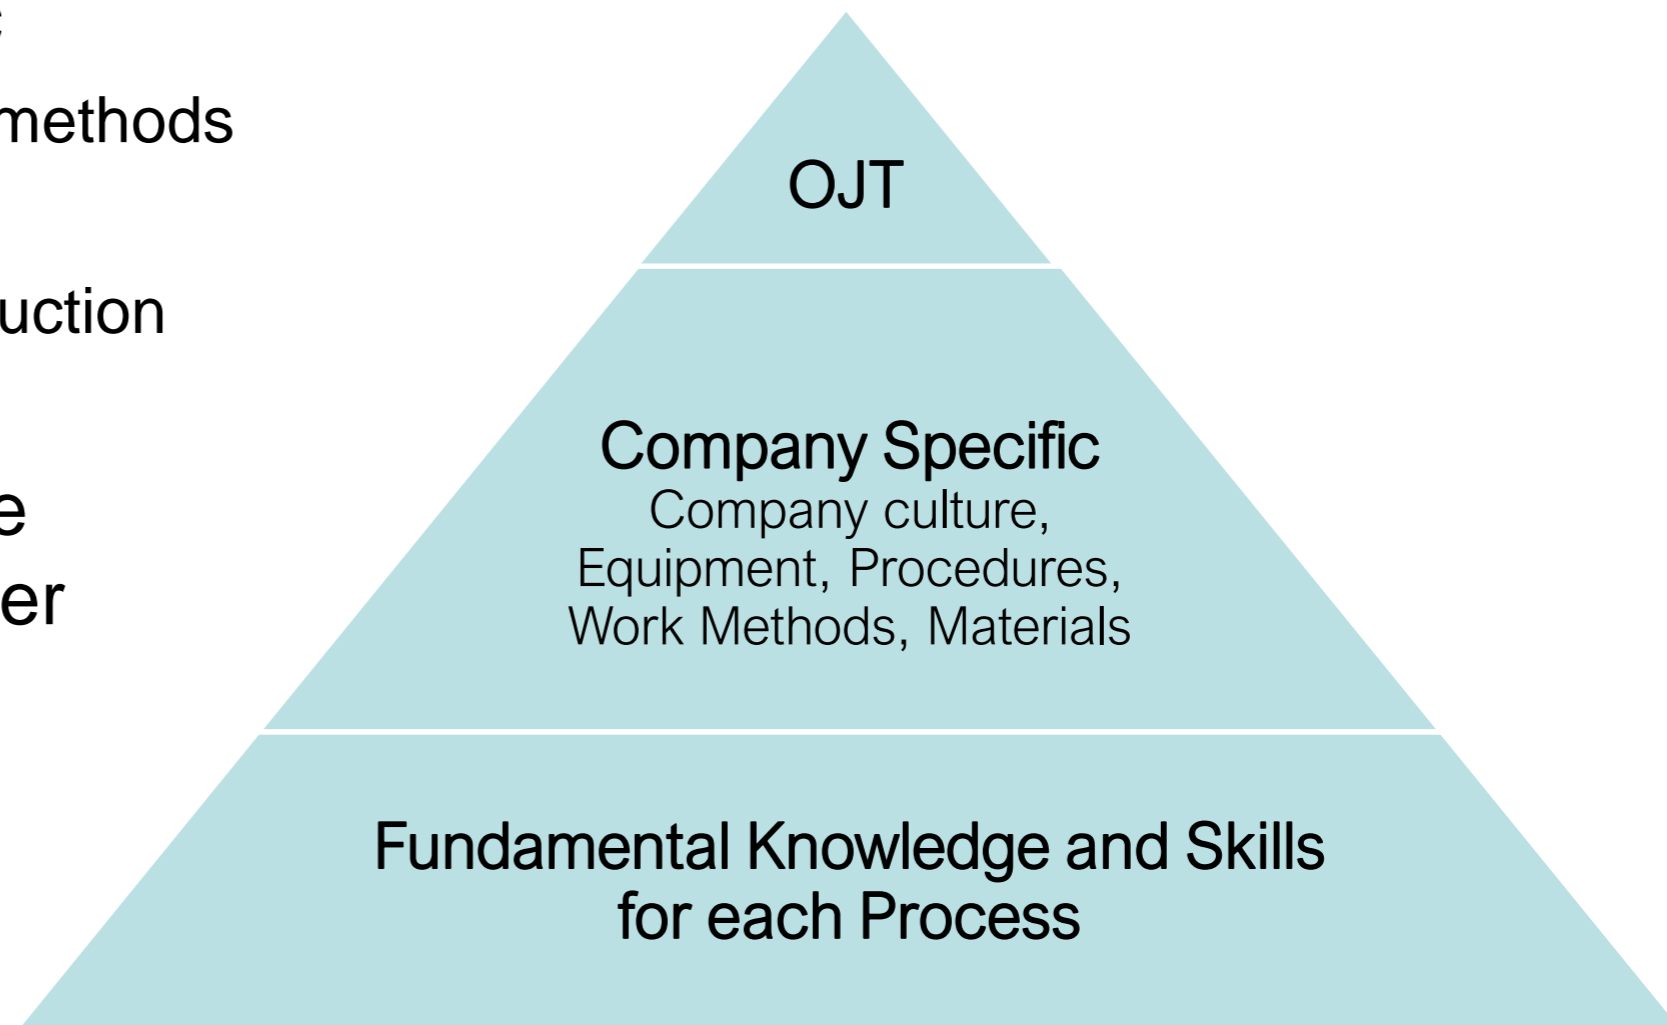 methods
uction
e
er
OJT
Company Specific
Company culture,
Equipment, Procedures,
Work Methods, Materials
Fundamental Knowledge and Skills
for each Process